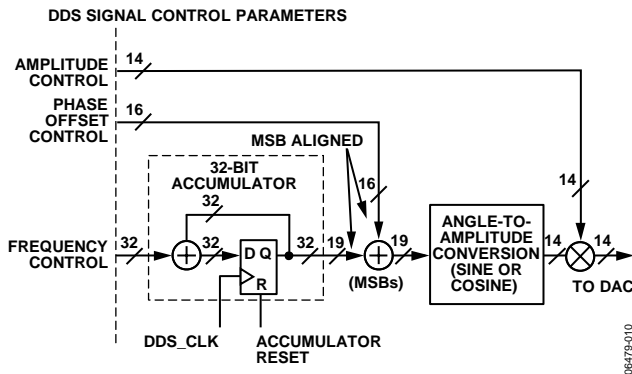 DDS SIGNAL CONTROL PARAMETERS
AMPLITUDE
CONTROL
14
PHASE
OFFSET
CONTROL
16
MSB ALIGNED
32-BIT
ACCUMULATOR
32
16
14
FREQUENCY
CONTROL
32
32
D Q
R
32
19
(MSBs)
19
ANGLE-TO-
AMPLITUDE
CONVERSION
(SINE OR
COSINE)
14
14
TO DAC
DDS_CLK
ACCUMULATOR
RESET
06479-010